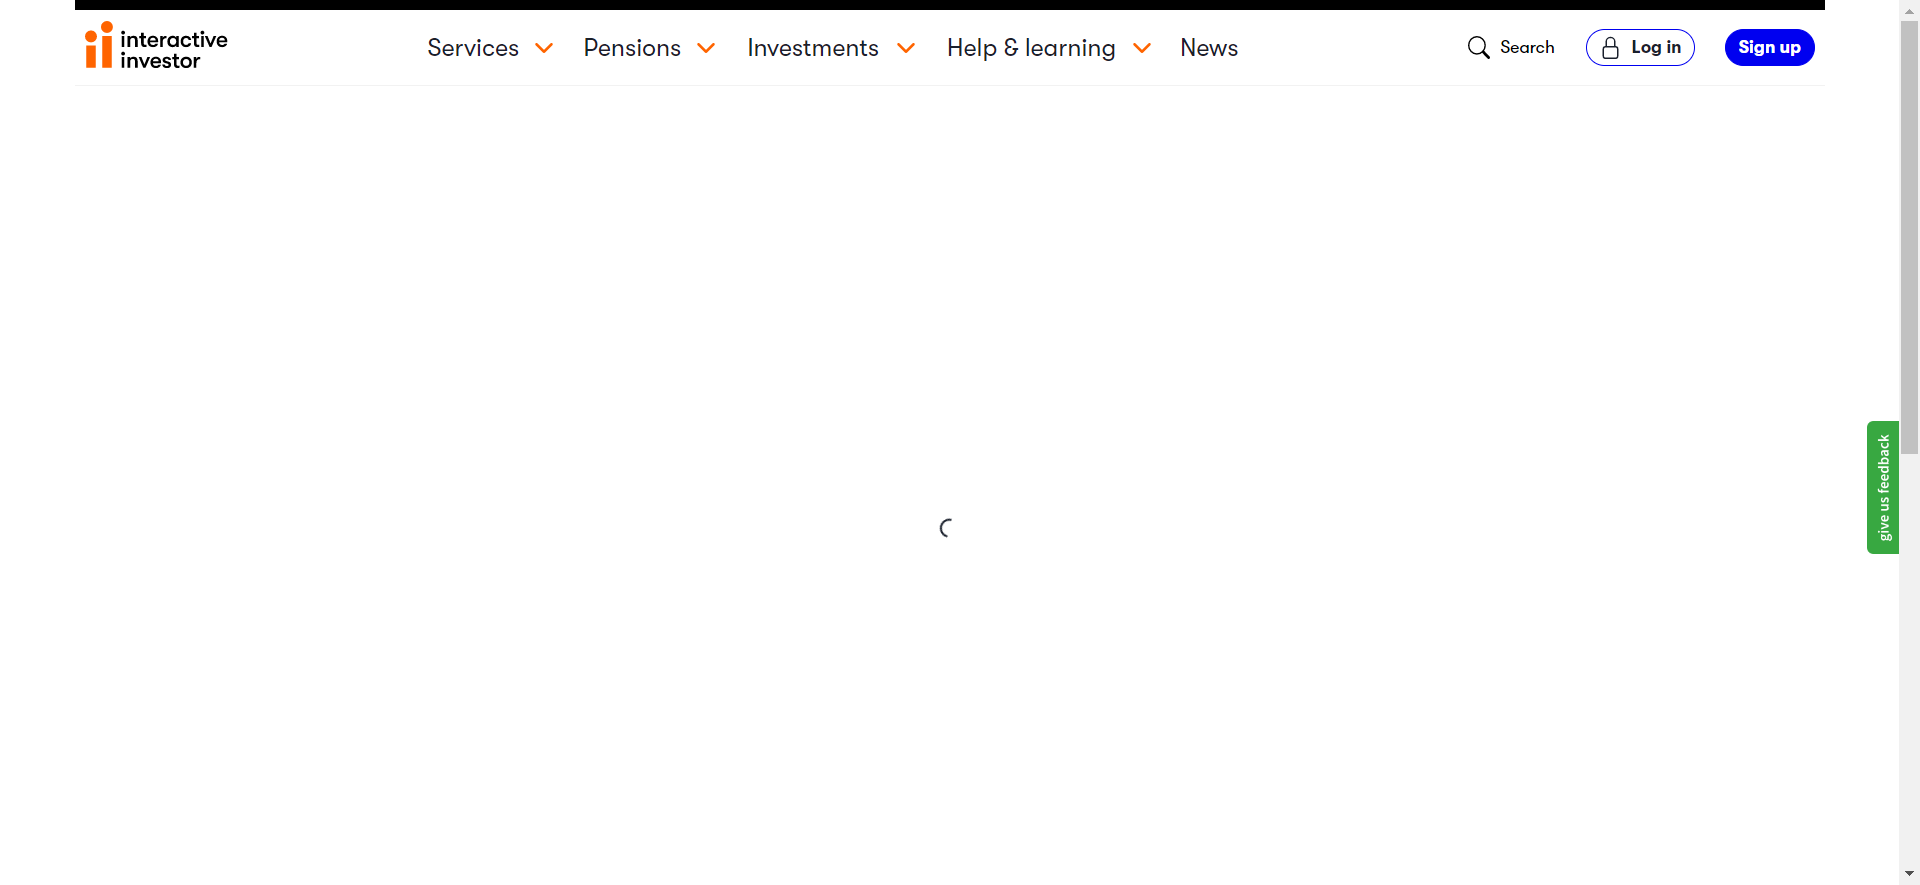 interactive
investor
Services
Pensions
Investments
Help & learning
News
Search
Log in
Sign up
give us feedback